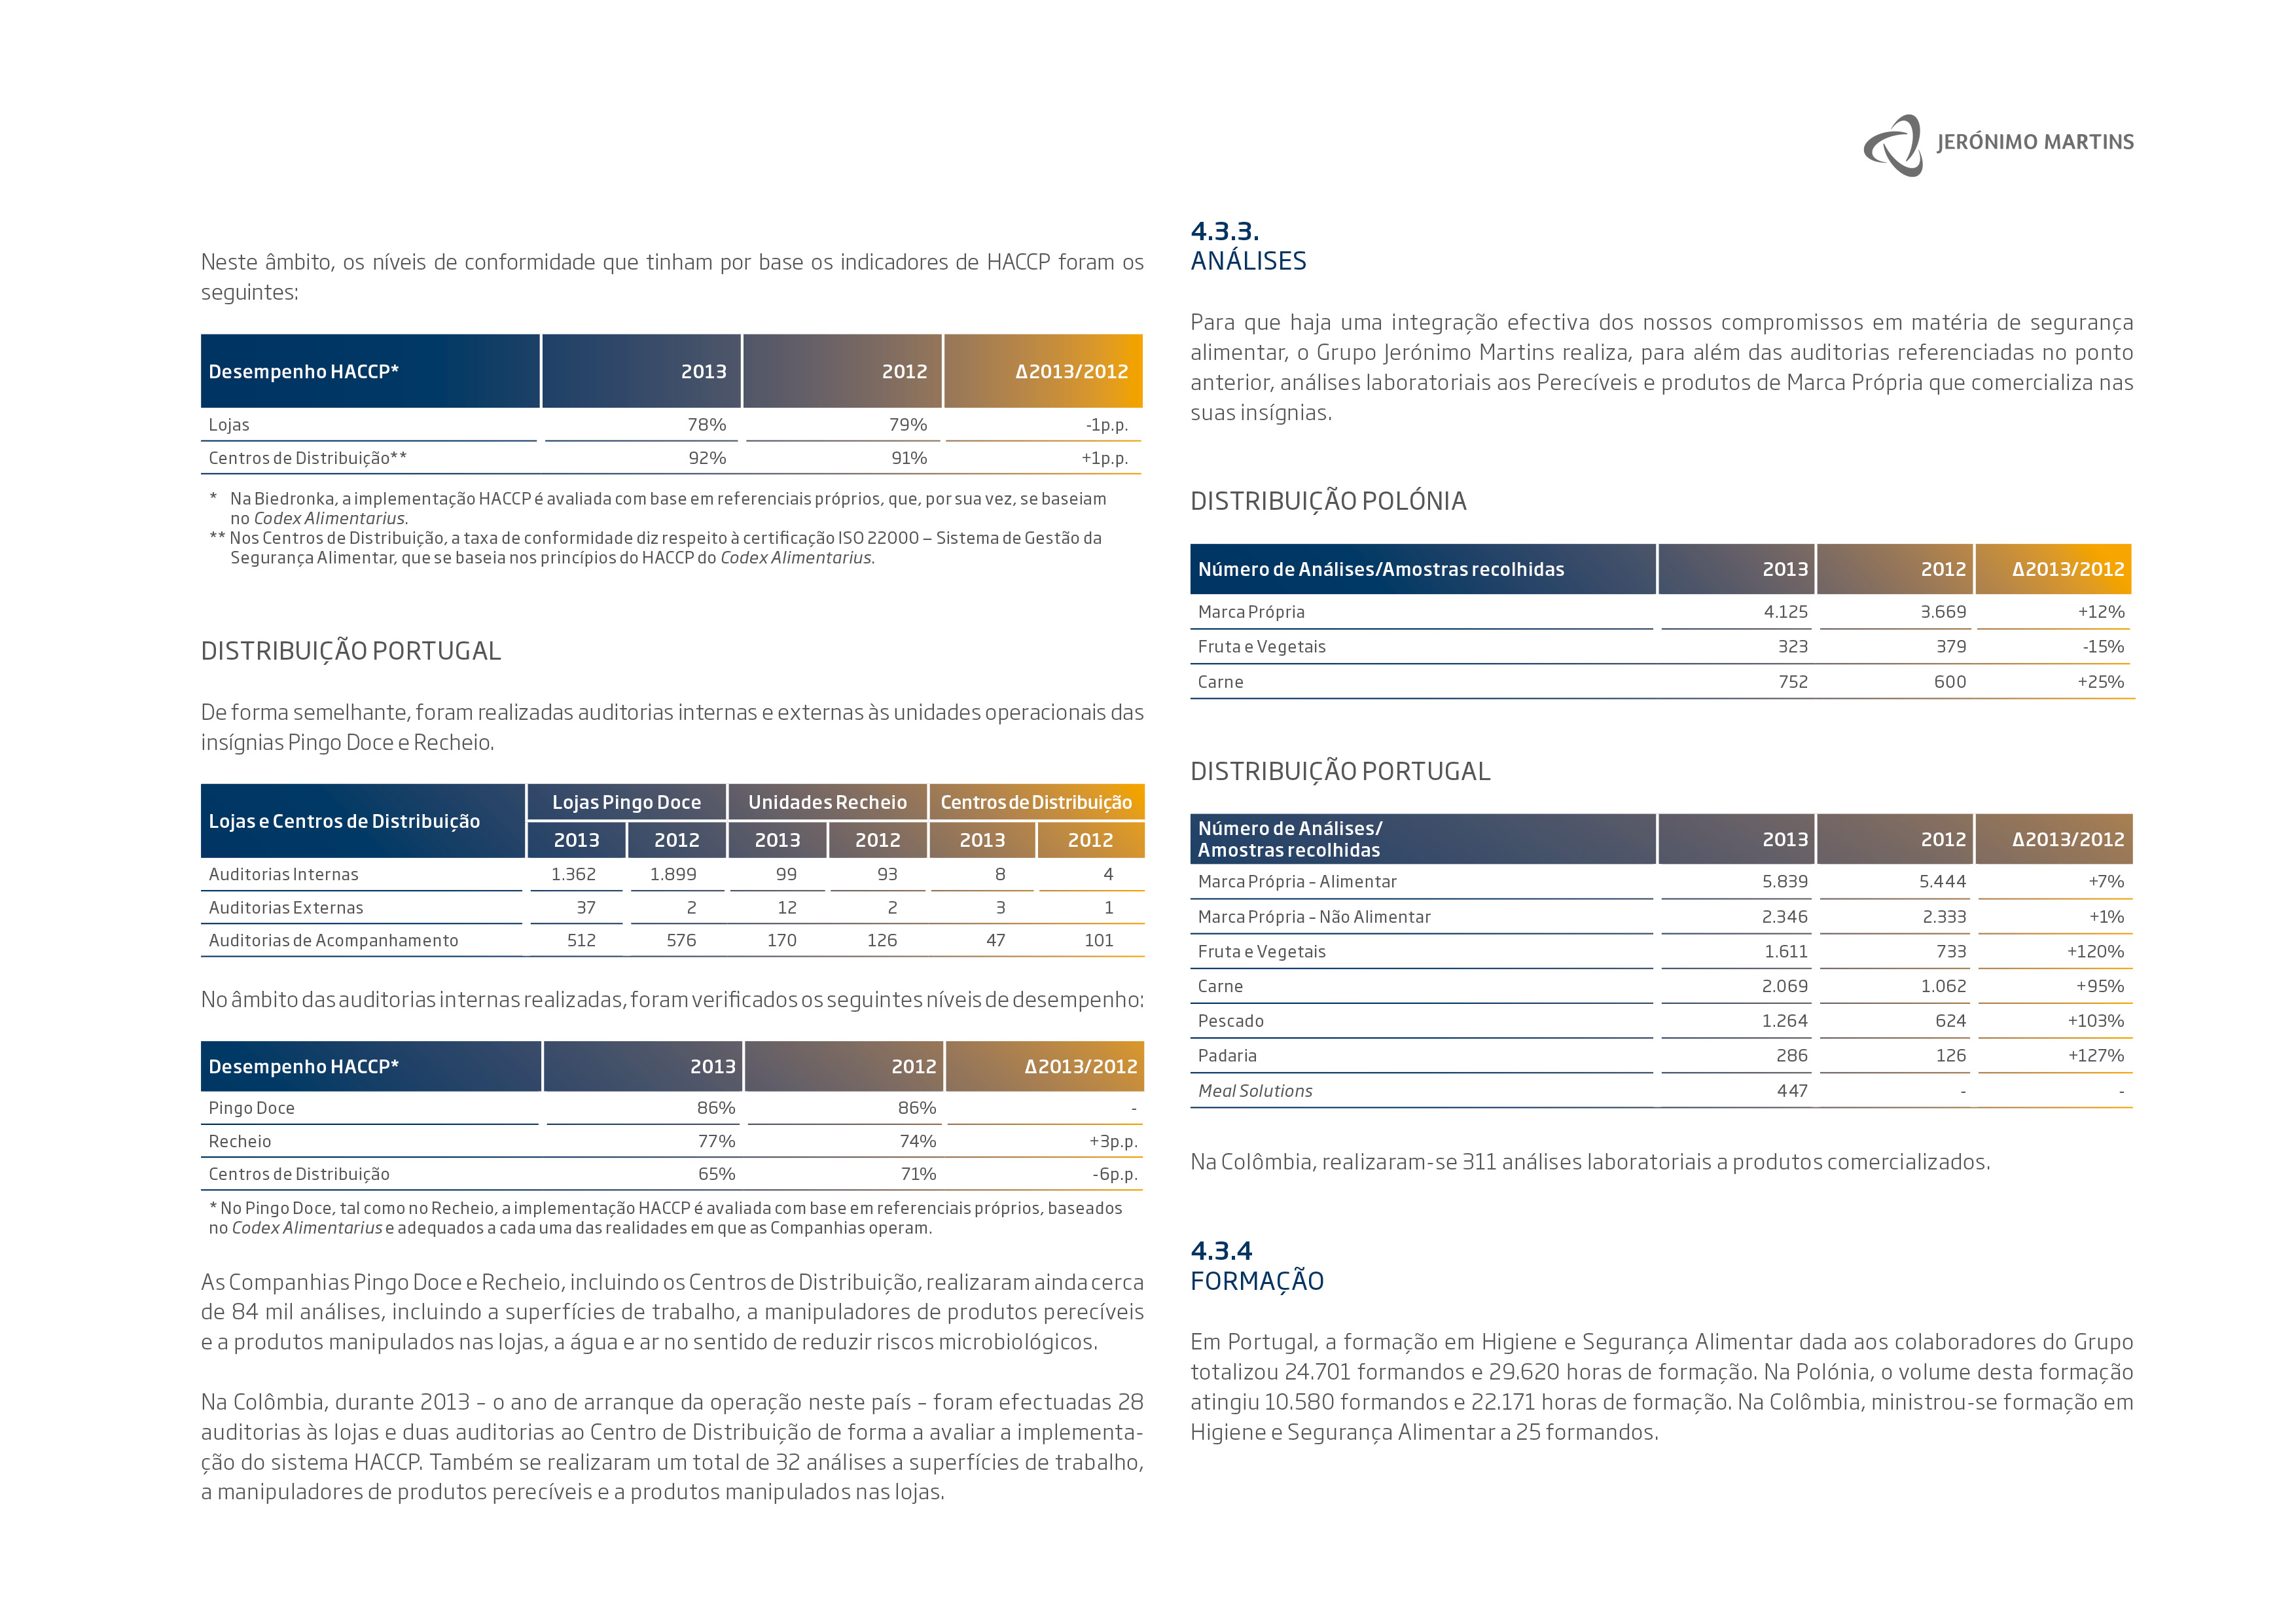 JERÓNIMO MARTINS
Neste âmbito, os níveis de conformidade que tinham por base os indicadores de HACCP foram os
seguintes:
Desempenho HACCP* 2013 2012 Δ2013/2012
Lojas 78% 79% -1p.p.
Centros de Distribuição** 92% 91% +1p.p.
* Na Biedronka, a implementação HACCP é avaliada com base em referenciais próprios, que, por sua vez, se baseiam
no Codex Alimentarius.
** Nos Centros de Distribuição, a taxa de conformidade diz respeito à certificação ISO 22000 – Sistema de Gestão da
Segurança Alimentar, que se baseia nos princípios do HACCP do Codex Alimentarius.
DISTRIBUIÇÃO PORTUGAL
De forma semelhante, foram realizadas auditorias internas e externas às unidades operacionais das
insígnias Pingo Doce e Recheio.
Lojas e Centros de Distribuição Lojas Pingo Doce Unidades Recheio Centros de Distribuição
2013 2012 2013 2012 2013 2012
Auditorias Internas 1.362 1.899 99 93 8 4
Auditorias Externas 37 2 12 2 3 1
Auditorias de Acompanhamento 512 576 170 126 47 101
No âmbito das auditorias internas realizadas, foram verificados os seguintes níveis de desempenho:
Desempenho HACCP* 2013 2012 Δ2013/2012
Pingo Doce 86% 86% -
Recheio 77% 74% +3p.p.
Centros de Distribuição 65% 71% -6p.p.
* No Pingo Doce, tal como no Recheio, a implementação HACCP é avaliada com base em referenciais próprios, baseados
no Codex Alimentarius e adequados a cada uma das realidades em que as Companhias operam.
As Companhias Pingo Doce e Recheio, incluindo os Centros de Distribuição, realizaram ainda cerca
de 84 mil análises, incluindo a superfícies de trabalho, a manipuladores de produtos perecíveis
e a produtos manipulados nas lojas, a água e ar no sentido de reduzir riscos microbiológicos.
Na Colômbia, durante 2013 – o ano de arranque da operação neste país – foram efectuadas 28
auditorias às lojas e duas auditorias ao Centro de Distribuição de forma a avaliar a implementa-
ção do sistema HACCP. Também se realizaram um total de 32 análises a superfícies de trabalho,
a manipuladores de produtos perecíveis e a produtos manipulados nas lojas.
4.3.3.
ANÁLISES
Para que haja uma integração efectiva dos nossos compromissos em matéria de segurança
alimentar, o Grupo Jerónimo Martins realiza, para além das auditorias referenciadas no ponto
anterior, análises laboratoriais aos Perecíveis e produtos de Marca Própria que comercializa nas
suas insígnias.
DISTRIBUIÇÃO POLÓNIA
Número de Análises/Amostras recolhidas 2013 2012 Δ2013/2012
Marca Própria 4.125 3.669 +12%
Fruta e Vegetais 323 379 -15%
Carne 752 600 +25%
DISTRIBUIÇÃO PORTUGAL
Número de Análises/
Amostras recolhidas 2013 2012 Δ2013/2012
Marca Própria – Alimentar 5.839 5.444 +7%
Marca Própria – Não Alimentar 2.346 2.333 +1%
Fruta e Vegetais 1.611 733 +120%
Carne 2.069 1.062 +95%
Pescado 1.264 624 +103%
Padaria 286 126 +127%
Meal Solutions 447 - -
Na Colômbia, realizaram-se 311 análises laboratoriais a produtos comercializados.
4.3.4
FORMAÇÃO
Em Portugal, a formação em Higiene e Segurança Alimentar dada aos colaboradores do Grupo
totalizou 24.701 formandos e 29.620 horas de formação. Na Polónia, o volume desta formação
atingiu 10.580 formandos e 22.171 horas de formação. Na Colômbia, ministrou-se formação em
Higiene e Segurança Alimentar a 25 formandos.